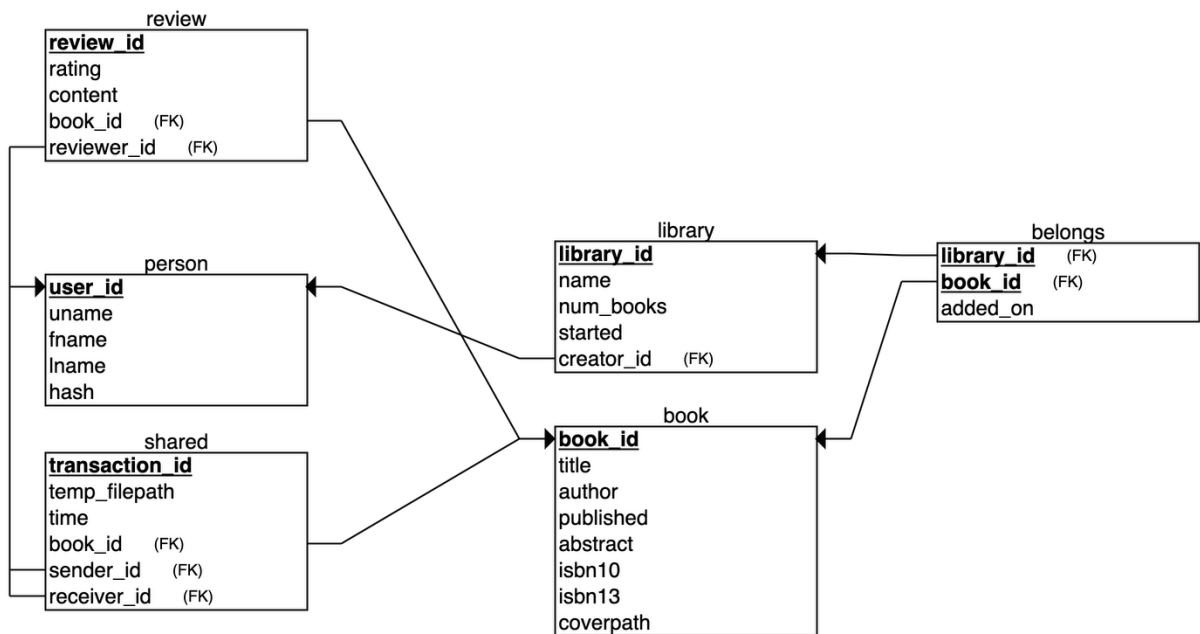 review
review_id
rating
content
book_id (FK)
reviewer_id (FK)
person
user_id
uname
fname
lname
hash
shared
transaction_id
temp_filepath
time
book_id (FK)
sender_id (FK)
receiver_id (FK)
library
library_id
name
num_books
started
creator_id (FK)
book
book_id
title
author
published
abstract
isbn10
isbn13
coverpath
belongs
library_id (FK)
book_id (FK)
added_on